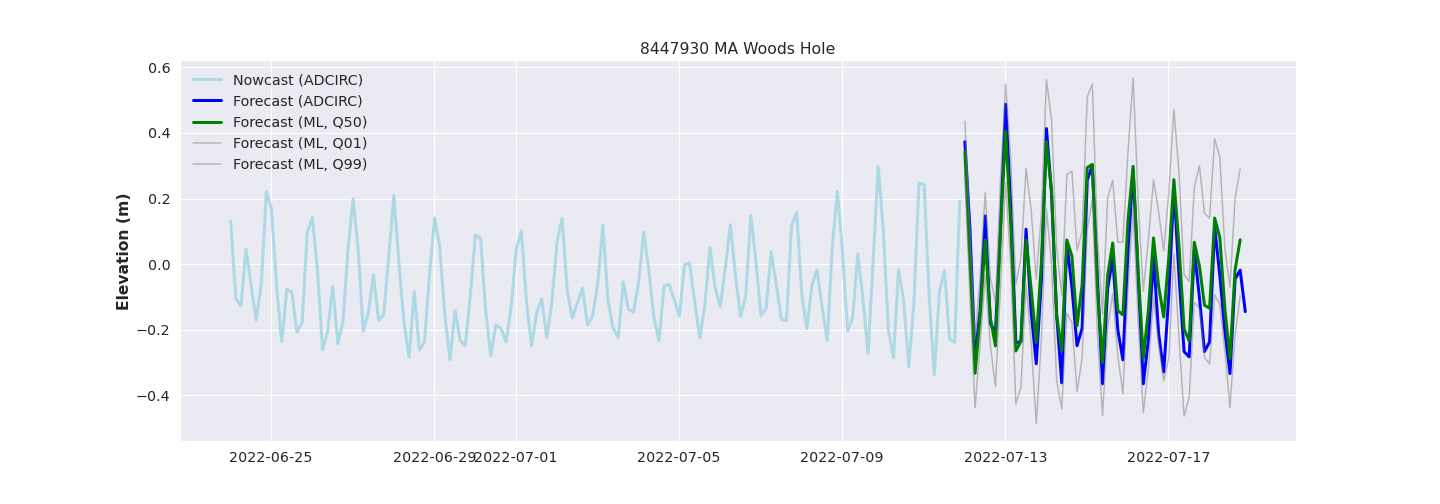 8447930 MA Woods Hole
Nowcast (ADCIRC)
Forecast (ADCIRC)
Forecast (ML, Q50)
Forecast (ML, Q01)
Forecast (ML, Q99)
Elevation (m)
0.6
0.4
0.2
0.0
−0.2
−0.4
2022-06-25 2022-06-29 2022-07-01 2022-07-05 2022-07-09 2022-07-13 2022-07-17